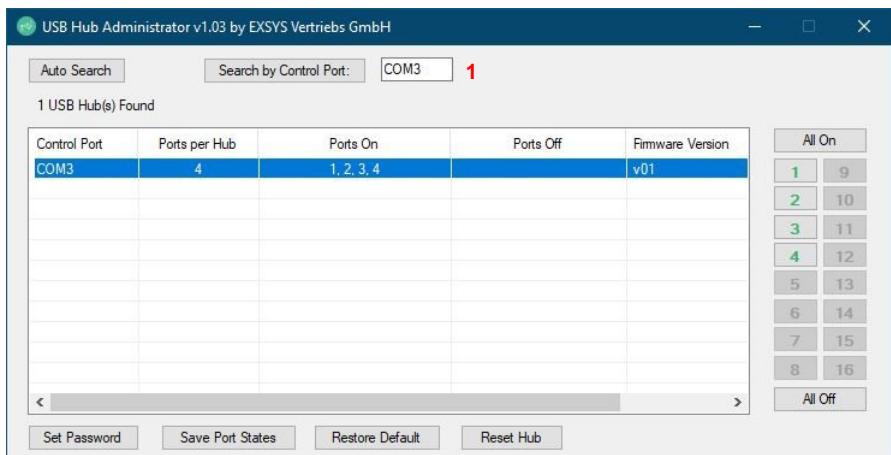 USB Hub Administrator v1.03 by EXSYS Vertriebs GmbH
Auto Search Search by Control Port: COM3 1
1 USB Hub(s) Found
Control Port Ports per Hub Ports On Ports Off Firmware Version All On
COM3 4 1, 2, 3, 4 v01 1 9
2 10
3 11
4 12
5 13
6 14
7 15
8 16
All Off
Set Password Save Port States Restore Default Reset Hub